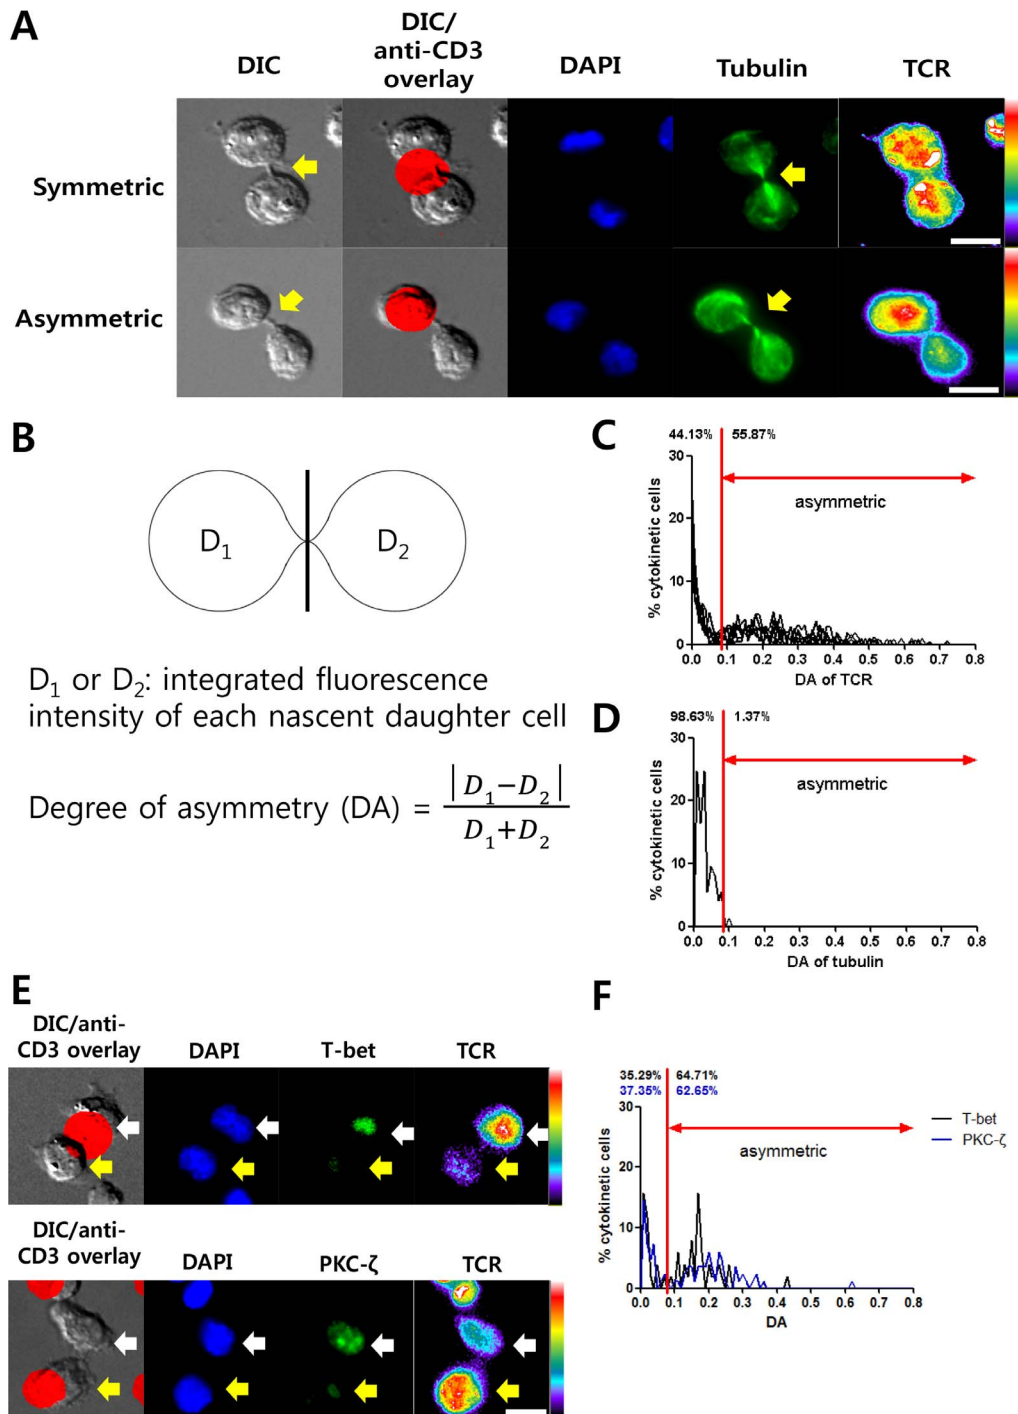 A
DIC
DIC/
anti-CD3
overlay
DAPI
Tubulin
TCR
Symmetric
Asymmetric
B
D1
D2
D1 or D2: integrated fluorescence
intensity of each nascent daughter cell
Degree of asymmetry (DA) = |D1−D2| / D1+D2
C
44.13% 55.87%
asymmetric
% cytokinetic cells
30
20
10
0
0.0 0.1 0.2 0.3 0.4 0.5 0.6 0.7 0.8
DA of TCR
D
98.63% 1.37%
asymmetric
% cytokinetic cells
30
20
10
0
0.0 0.1 0.2 0.3 0.4 0.5 0.6 0.7 0.8
DA of tubulin
E
DIC/anti-
CD3 overlay
DAPI
T-bet
TCR
DIC/anti-
CD3 overlay
DAPI
PKC-ζ
TCR
F
35.29% 64.71%
37.35% 62.65%
asymmetric
T-bet
PKC-ζ
% cytokinetic cells
30
20
10
0
0.0 0.1 0.2 0.3 0.4 0.5 0.6 0.7 0.8
DA